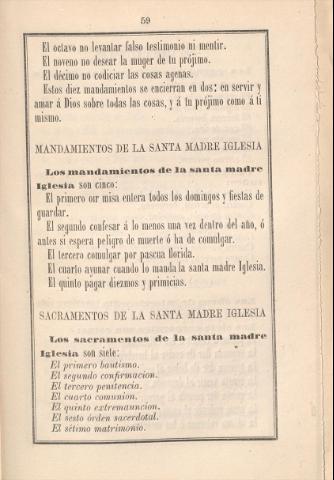 59
El octavo no levantar falso testimonio ni mentir.
El noveno no desear la muger de tu prójimo.
El décimo no codiciar las cosas agenas.
Estos diez mandamientos se encierran en dos; en servir y
amar á Dios sobre todas las cosas, y á tu prójimo como á ti
mismo.
MANDAMIENTOS DE LA SANTA MADRE IGLESIA
Los mandamientos de la santa madre
Iglesia son cinco:
El primero oir misa entera todos los domingos y fiestas de
guardar.
El segundo confesar á lo menos una vez dentro del año, ó
antes si espera peligro de muerte ó ha de comulgar.
El tercero comulgar por pascua florida.
El cuarto ayunar cuando lo manda la santa madre Iglesia.
El quinto pagar diezmos y primicias.
SACRAMENTOS DE LA SANTA MADRE IGLESIA
Los sacramentos de la santa madre
Iglesia son siete:
El primero bautismo.
El segundo confirmacion.
El tercero penitencia.
El cuarto comunion.
El quinto extremauncion.
El sesto órden sacerdotal.
El sétimo matrimonio.